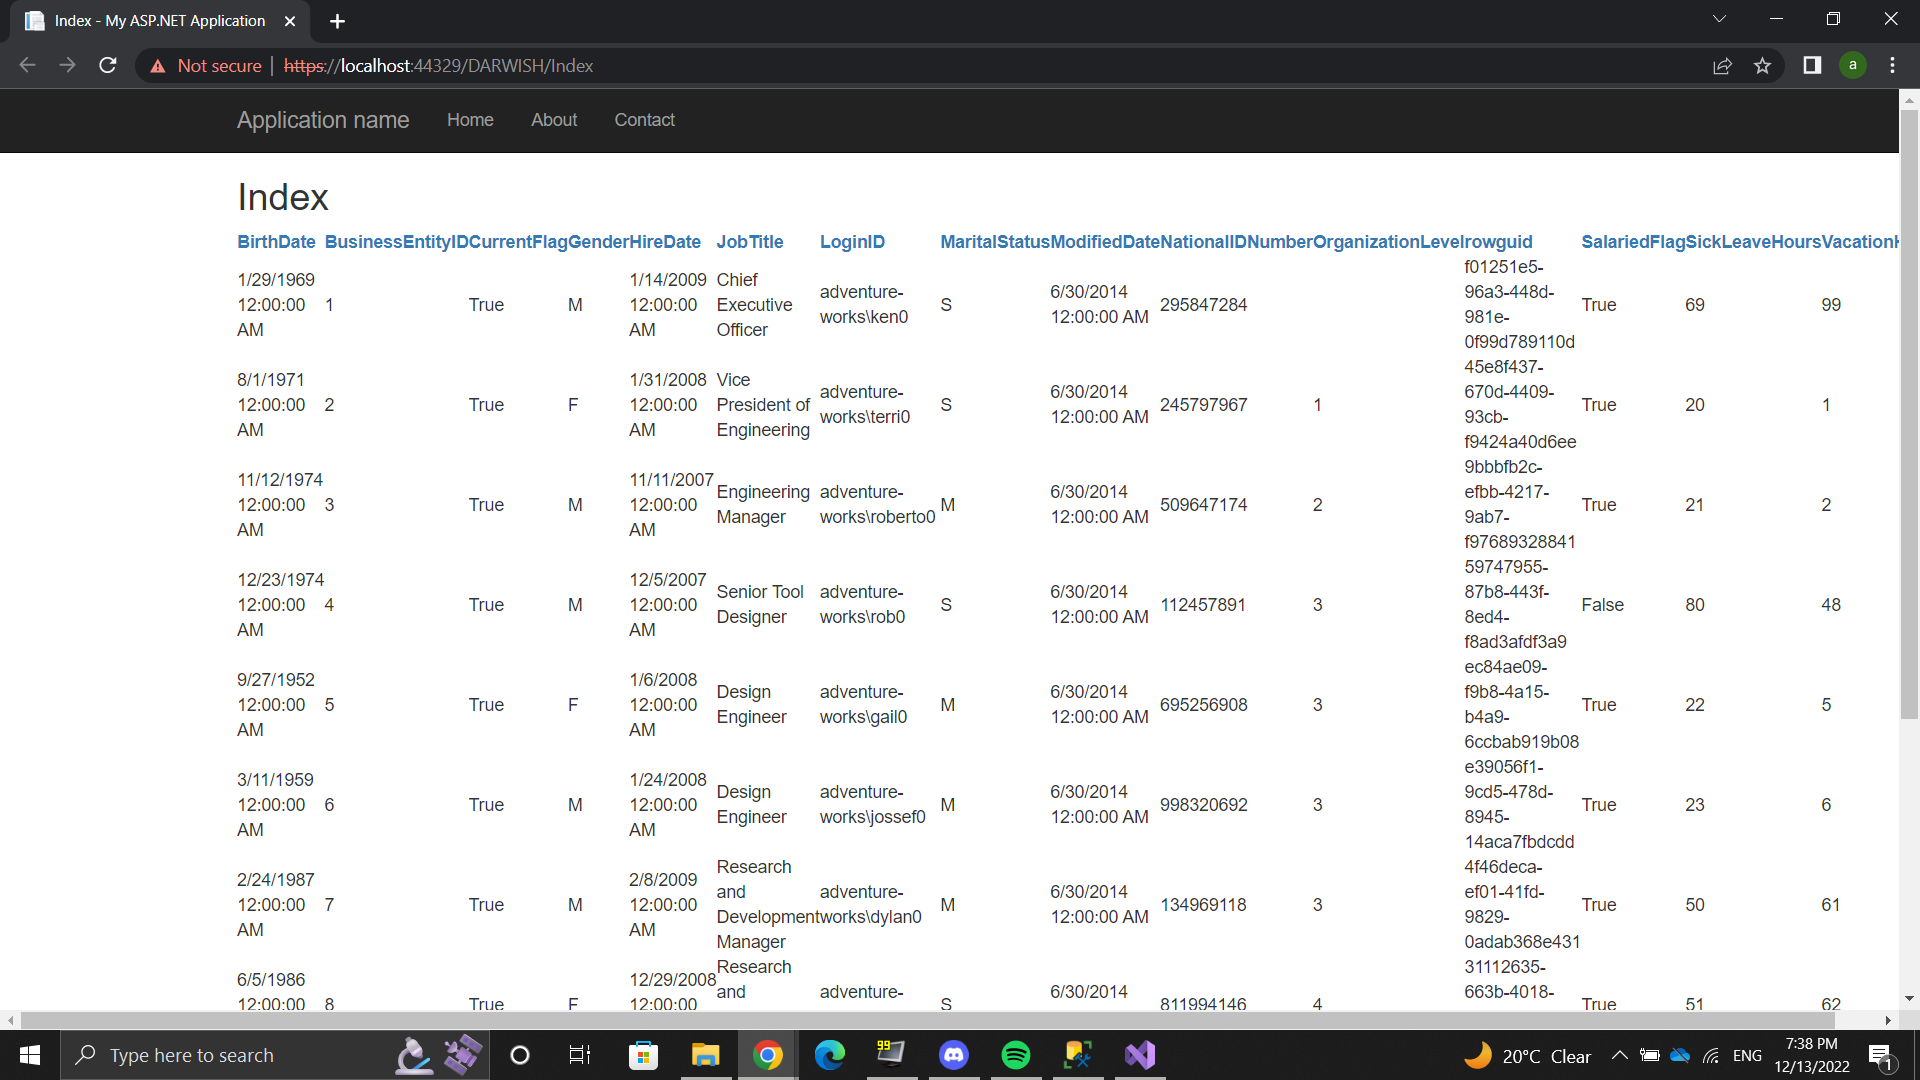 Index - My ASP.NET Application
Not secure | https://localhost:44329/DARWISH/Index
a
Application name Home About Contact
Index
BirthDate BusinessEntityID CurrentFlag Gender HireDate JobTitle LoginID MaritalStatus ModifiedDate NationalIDNumber OrganizationLevel rowguid SalariedFlag SickLeaveHours VacationH
1/29/1969 12:00:00 AM 1 True M 1/14/2009 12:00:00 AM Chief Executive Officer adventure-works\ken0 S 6/30/2014 12:00:00 AM 295847284 f01251e5-96a3-448d-981e-0f99d789110d True 69 99
8/1/1971 12:00:00 AM 2 True F 1/31/2008 12:00:00 AM Vice President of Engineering adventure-works\terri0 S 6/30/2014 12:00:00 AM 245797967 1 45e8f437-670d-4409-93cb-f9424a40d6ee True 20 1
11/12/1974 12:00:00 AM 3 True M 11/11/2007 12:00:00 AM Engineering Manager adventure-works\roberto0 M 6/30/2014 12:00:00 AM 509647174 2 9bbbfb2c-efbb-4217-9ab7-f97689328841 True 21 2
12/23/1974 12:00:00 AM 4 True M 12/5/2007 12:00:00 AM Senior Tool Designer adventure-works\rob0 S 6/30/2014 12:00:00 AM 112457891 3 59747955-87b8-443f-8ed4-f8ad3afdf3a9 False 80 48
9/27/1952 12:00:00 AM 5 True F 1/6/2008 12:00:00 AM Design Engineer adventure-works\gail0 M 6/30/2014 12:00:00 AM 695256908 3 ec84ae09-f9b8-4a15-b4a9-6ccbab919b08 True 22 5
3/11/1959 12:00:00 AM 6 True M 1/24/2008 12:00:00 AM Design Engineer adventure-works\jossef0 M 6/30/2014 12:00:00 AM 998320692 3 e39056f1-9cd5-478d-8945-14aca7fbdcdd True 23 6
2/24/1987 12:00:00 AM 7 True M 2/8/2009 12:00:00 AM Research and Development Manager adventure-works\dylan0 M 6/30/2014 12:00:00 AM 134969118 3 4f46deca-ef01-41fd-9829-0adab368e431 True 50 61
6/5/1986 12:00:00 8 True F 12/29/2008 12:00:00 Research and adventure- S 6/30/2014 811994146 4 31112635-663b-4018- True 51 62
Type here to search
99
20°C Clear ENG 7:38 PM
12/13/2022
1